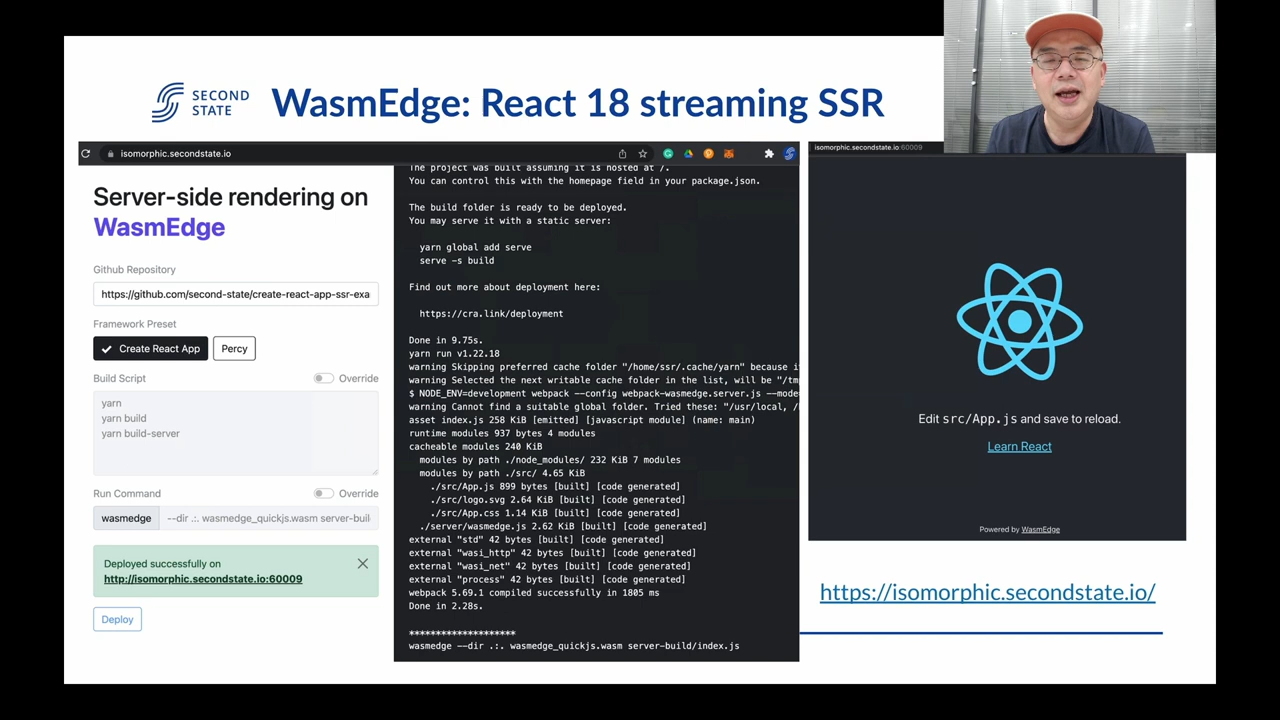 SECOND
STATE
WasmEdge: React 18 streaming SSR
isomorphic.secondstate.io
Server-side rendering on
WasmEdge
Github Repository
https://github.com/second-state/create-react-app-ssr-exa
Framework Preset
Create React App
Percy
Build Script
Override
yarn
yarn build
yarn build-server
Run Command
Override
wasmedge
--dir .:. wasmedge_quickjs.wasm server-buil
Deployed successfully on
http://isomorphic.secondstate.io:60009
Deploy
The project was built assuming it is hosted at /.
You can control this with the homepage field in your package.json.
The build folder is ready to be deployed.
You may serve it with a static server:
yarn global add serve
serve -s build
Find out more about deployment here:
https://cra.link/deployment
Done in 9.75s.
yarn run v1.22.18
warning Skipping preferred cache folder "/home/ssr/.cache/yarn" because i
warning Selected the next writable cache folder in the list, will be "/tm
$ NODE_ENV=development webpack --config webpack-wasmedge.server.js --mode=
warning Cannot find a suitable global folder. Tried these: "/usr/local, /
asset index.js 258 KiB [emitted] [javascript module] (name: main)
runtime modules 937 bytes 4 modules
cacheable modules 240 KiB
modules by path ./node_modules/ 232 KiB 7 modules
modules by path ./src/ 4.65 KiB
./src/App.js 899 bytes [built] [code generated]
./src/logo.svg 2.64 KiB [built] [code generated]
./src/App.css 1.14 KiB [built] [code generated]
./server/wasmedge.js 2.62 KiB [built] [code generated]
external "std" 42 bytes [built] [code generated]
external "wasi_http" 42 bytes [built] [code generated]
external "wasi_net" 42 bytes [built] [code generated]
external "process" 42 bytes [built] [code generated]
webpack 5.69.1 compiled successfully in 1805 ms
Done in 2.28s.
********************
wasmedge --dir .:. wasmedge_quickjs.wasm server-build/index.js
isomorphic.secondstate.io:60009
Edit src/App.js and save to reload.
Learn React
Powered by WasmEdge
https://isomorphic.secondstate.io/